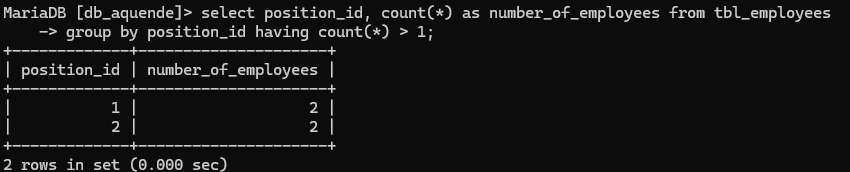 MariaDB [db_aquende]> select position_id, count(*) as number_of_employees from tbl_employees
    -> group by position_id having count(*) > 1;
+-------------+---------------------+
| position_id | number_of_employees |
+-------------+---------------------+
|           1 |                   2 |
|           2 |                   2 |
+-------------+---------------------+
2 rows in set (0.000 sec)